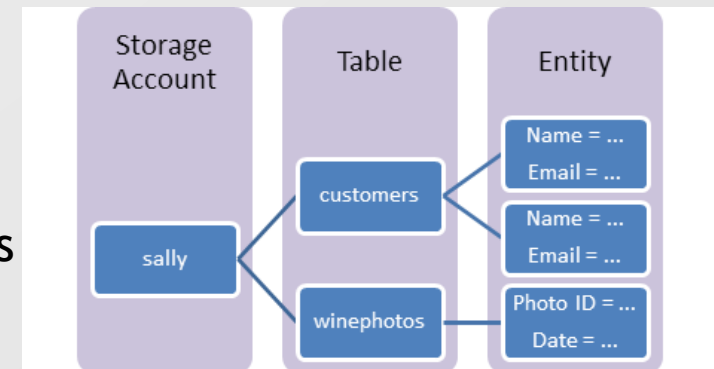 Storage
Account
Table
Entity
s
sally
customers
winephotos
Name = ...
Email = ...
Name = ...
Email = ...
Photo ID = ...
Date = ...